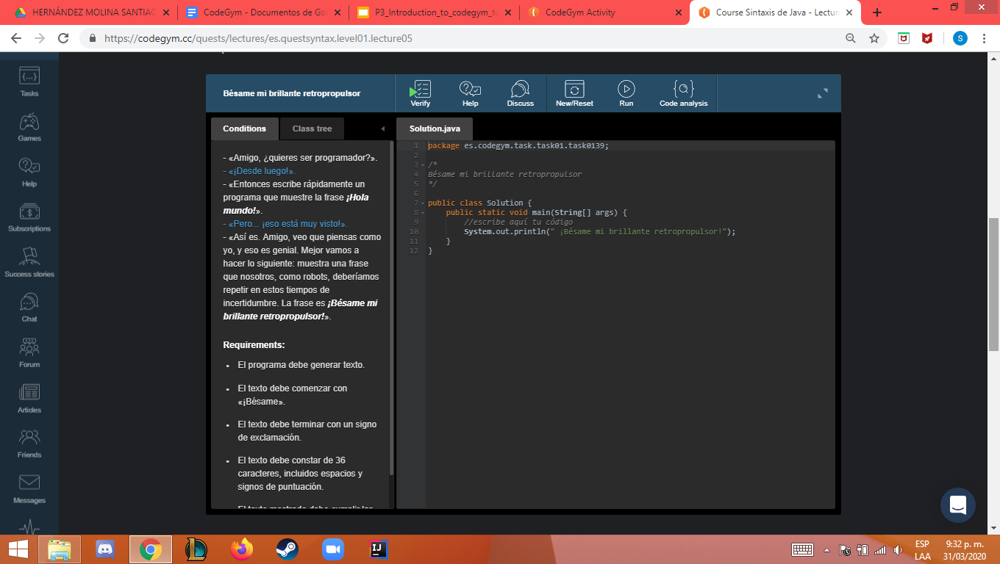 HERNÁNDEZ MOLINA SANTIAG
CodeGym - Documentos de Go
P3_Introduction_to_codegym_to
CodeGym Activity
Course Sintaxis de Java - Lectur
https://codegym.cc/quests/lectures/es.questsyntax.level01.lecture05
S
Tasks
Games
Help
Subscriptions
Success stories
Chat
Forum
Articles
Friends
Messages
Bésame mi brillante retropropulsor
Verify
Help
Discuss
New/Reset
Run
Code analysis
Conditions
Class tree
- «Amigo, ¿quieres ser programador?».
- «¡Desde luego!».
- «Entonces escribe rápidamente un
programa que muestre la frase ¡Hola
mundo!».
- «Pero... ¡eso está muy visto!».
- «Así es. Amigo, veo que piensas como
yo, y eso es genial. Mejor vamos a
hacer lo siguiente: muestra una frase
que nosotros, como robots, deberíamos
repetir en estos tiempos de
incertidumbre. La frase es ¡Bésame mi
brillante retropropulsor!».
Requirements:
• El programa debe generar texto.
• El texto debe comenzar con
«¡Bésame».
• El texto debe terminar con un signo
de exclamación.
• El texto debe constar de 36
caracteres, incluidos espacios y
signos de puntuación.
Solution.java
1 package es.codegym.task.task01.task0139;
2
3 /*
4 Bésame mi brillante retropropulsor
5 */
6
7 public class Solution {
8 public static void main(String[] args) {
9 //escribe aquí tu código
10 System.out.println(" ¡Bésame mi brillante retropropulsor!");
11 }
12 }
ESP
LAA
9:32 p. m.
31/03/2020